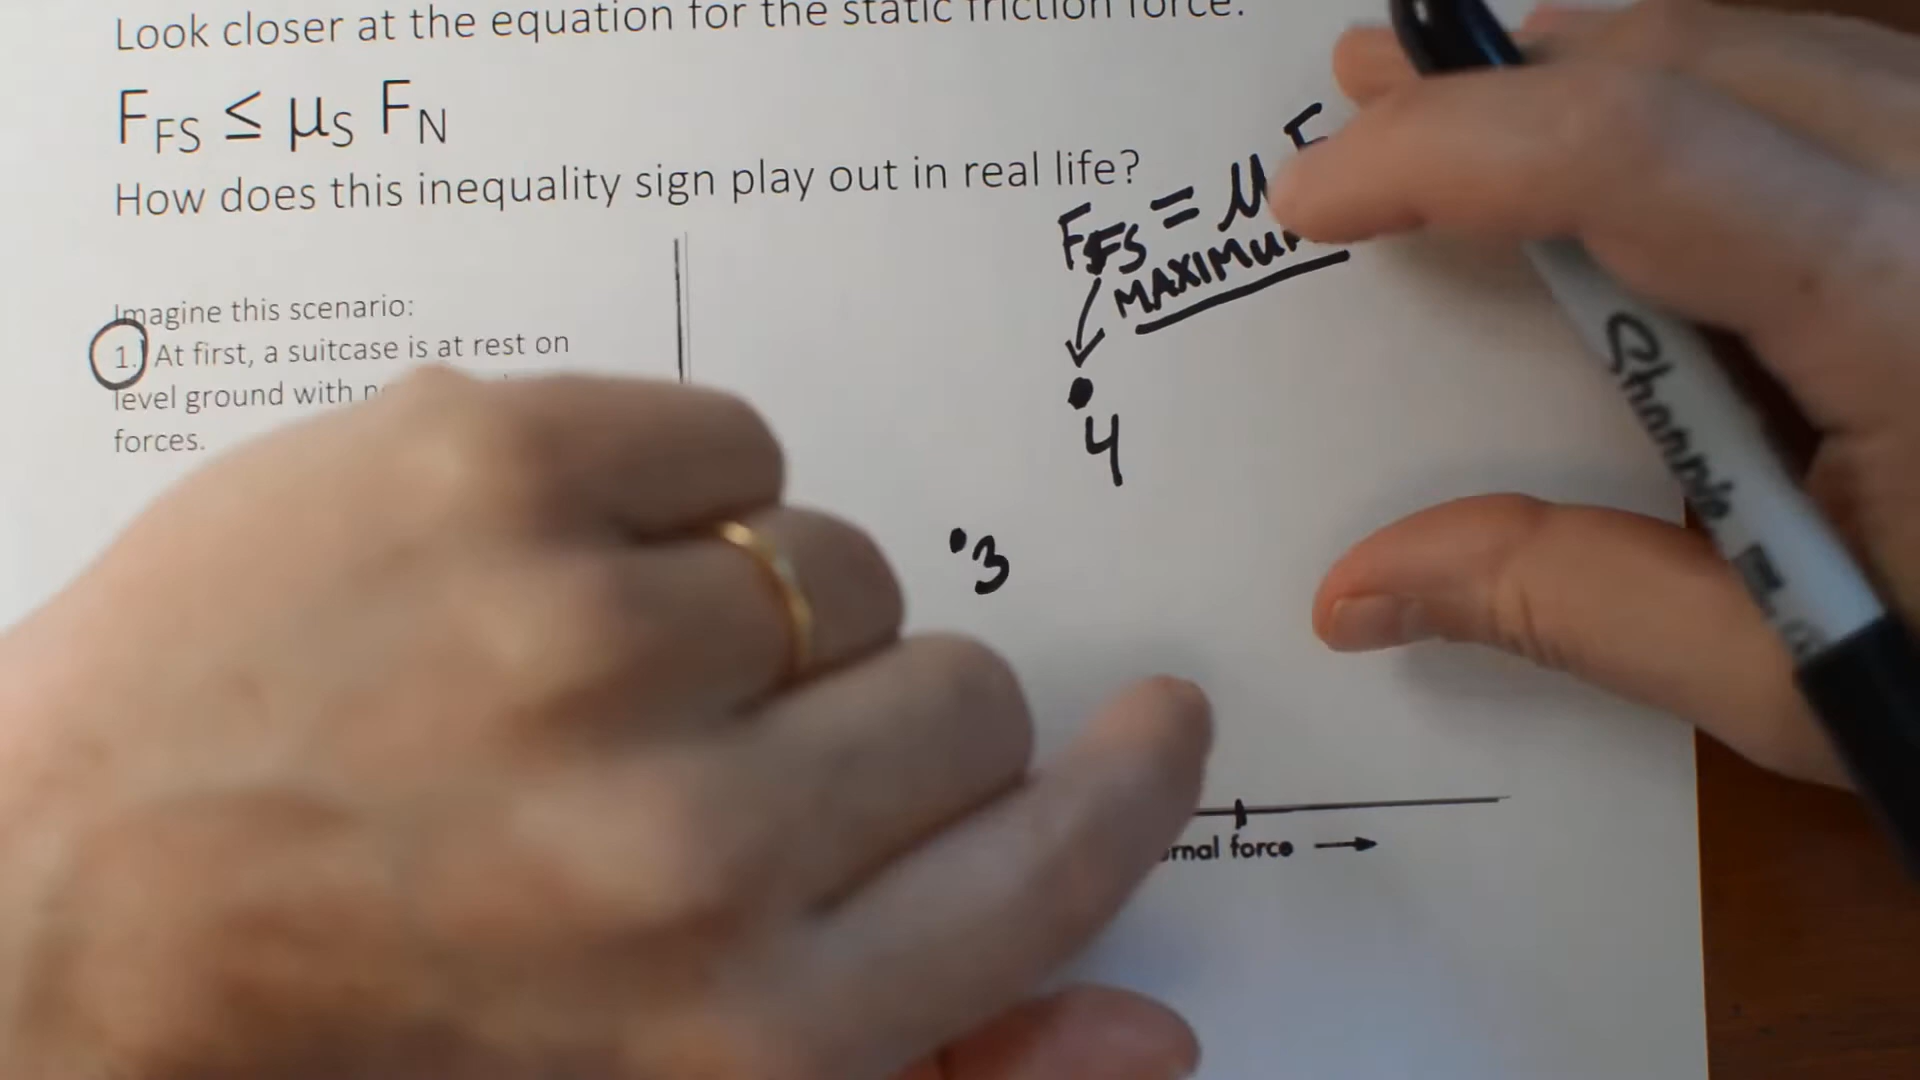 Look closer at the equation for the static friction force.
FFS ≤ μS FN
How does this inequality sign play out in real life?
FFS = μ F
MAXIMUM
Imagine this scenario:
1. At first, a suitcase is at rest on
level ground with
forces.
4
3
force
Sharpie